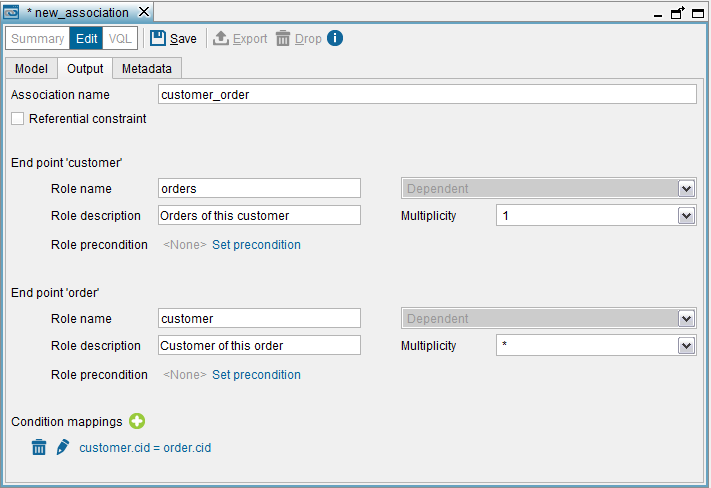 * new_association
Summary Edit VQL Save Export Drop
Model Output Metadata
Association name customer_order
Referential constraint
End point 'customer'
Role name orders Dependent
Role description Orders of this customer Multiplicity 1
Role precondition <None> Set precondition
End point 'order'
Role name customer Dependent
Role description Customer of this order Multiplicity *
Role precondition <None> Set precondition
Condition mappings
customer.cid = order.cid